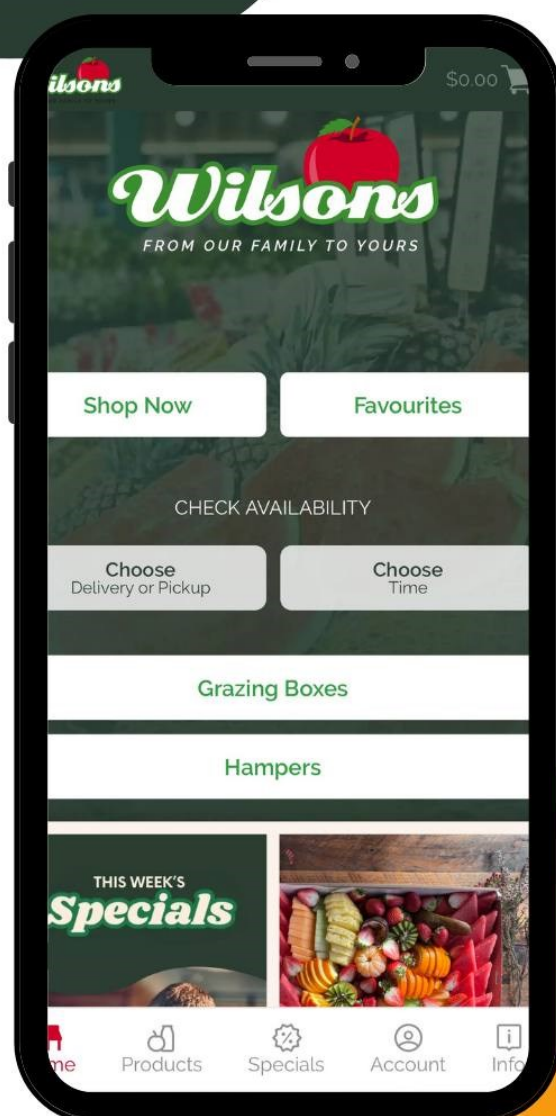 ilsons
$0.00
Wilsons
FROM OUR FAMILY TO YOURS
Shop Now
Favourites
CHECK AVAILABILITY
Choose
Delivery or Pickup
Choose
Time
Grazing Boxes
Hampers
THIS WEEK'S
Specials
me
Products
Specials
Account
Info